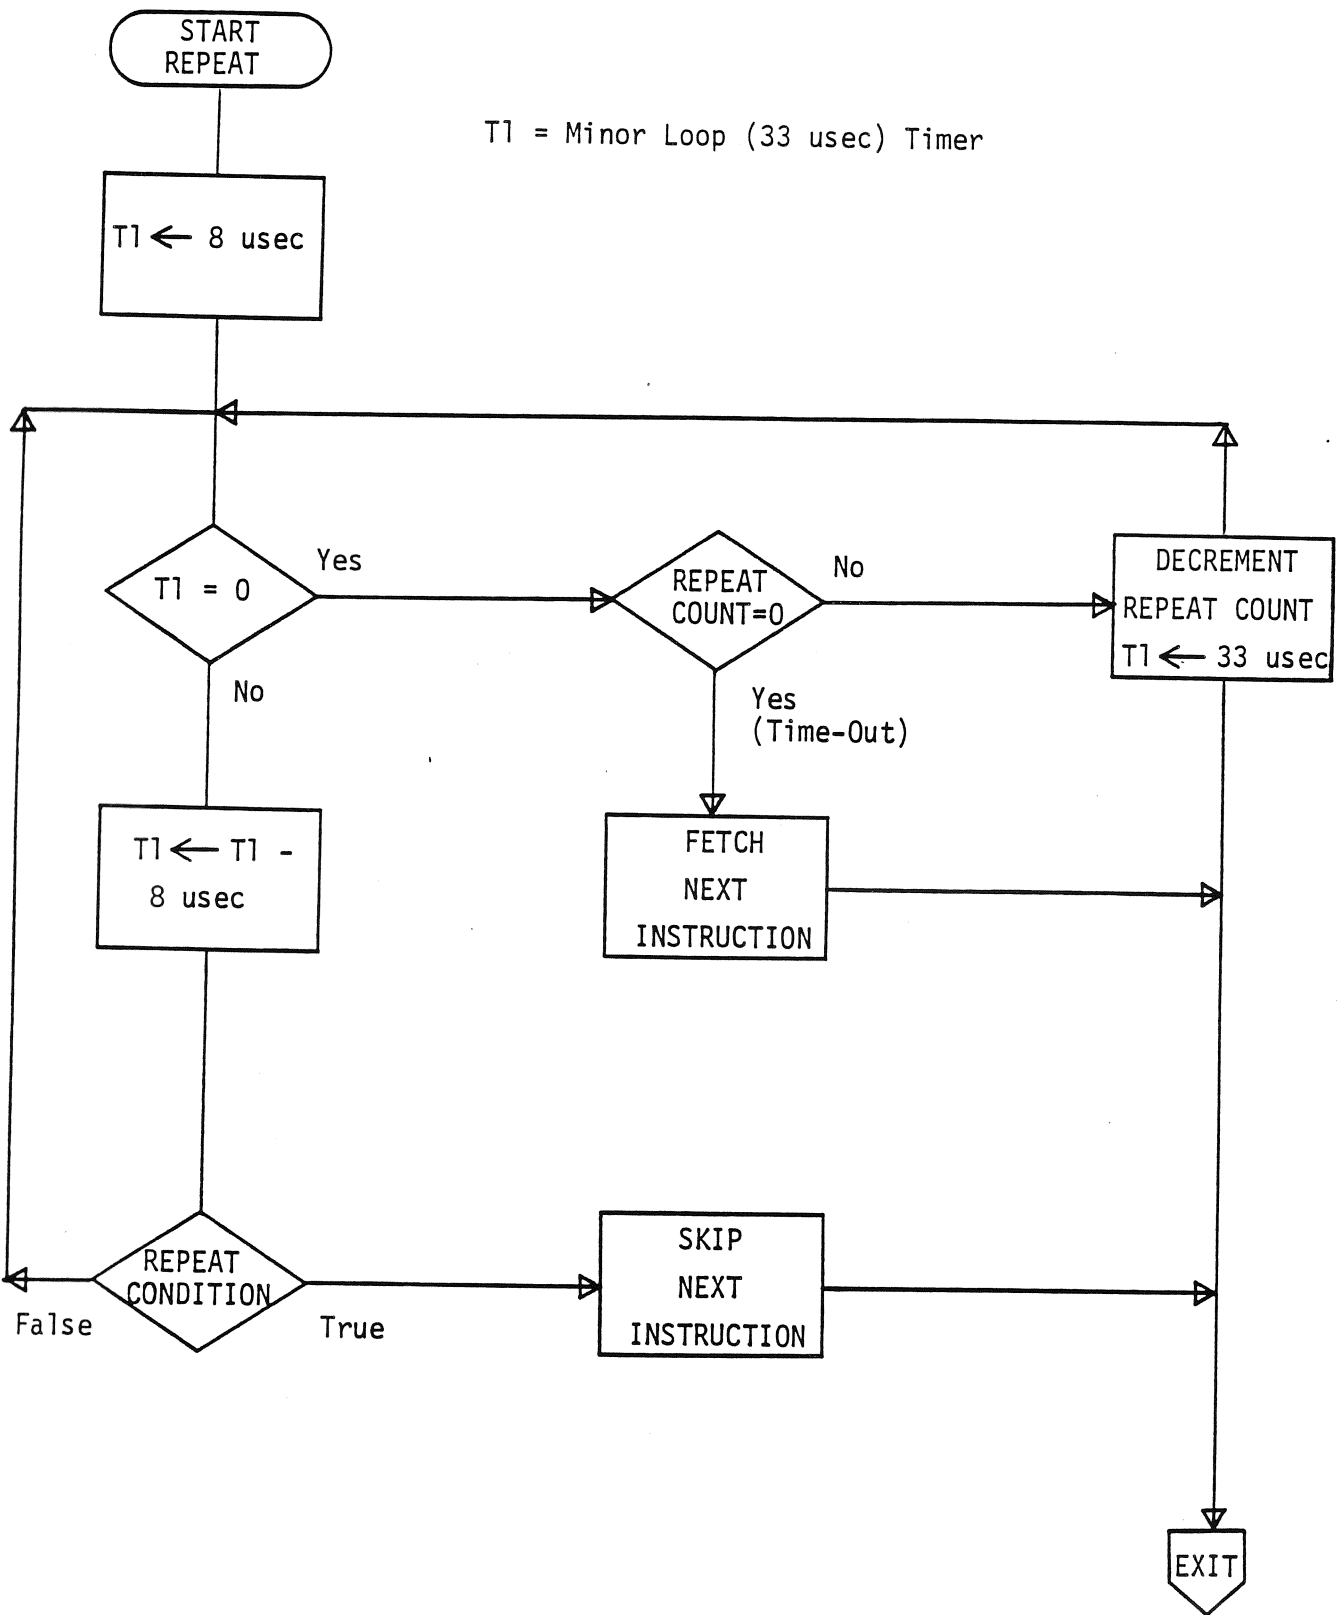 START
REPEAT
T1 = Minor Loop (33 usec) Timer
T1 ← 8 usec
T1 = 0
Yes
No
REPEAT
COUNT=0
No
Yes
(Time-Out)
DECREMENT
REPEAT COUNT
T1 ← 33 usec
T1 ← T1 -
8 usec
FETCH
NEXT
INSTRUCTION
REPEAT
CONDITION
False
True
SKIP
NEXT
INSTRUCTION
EXIT